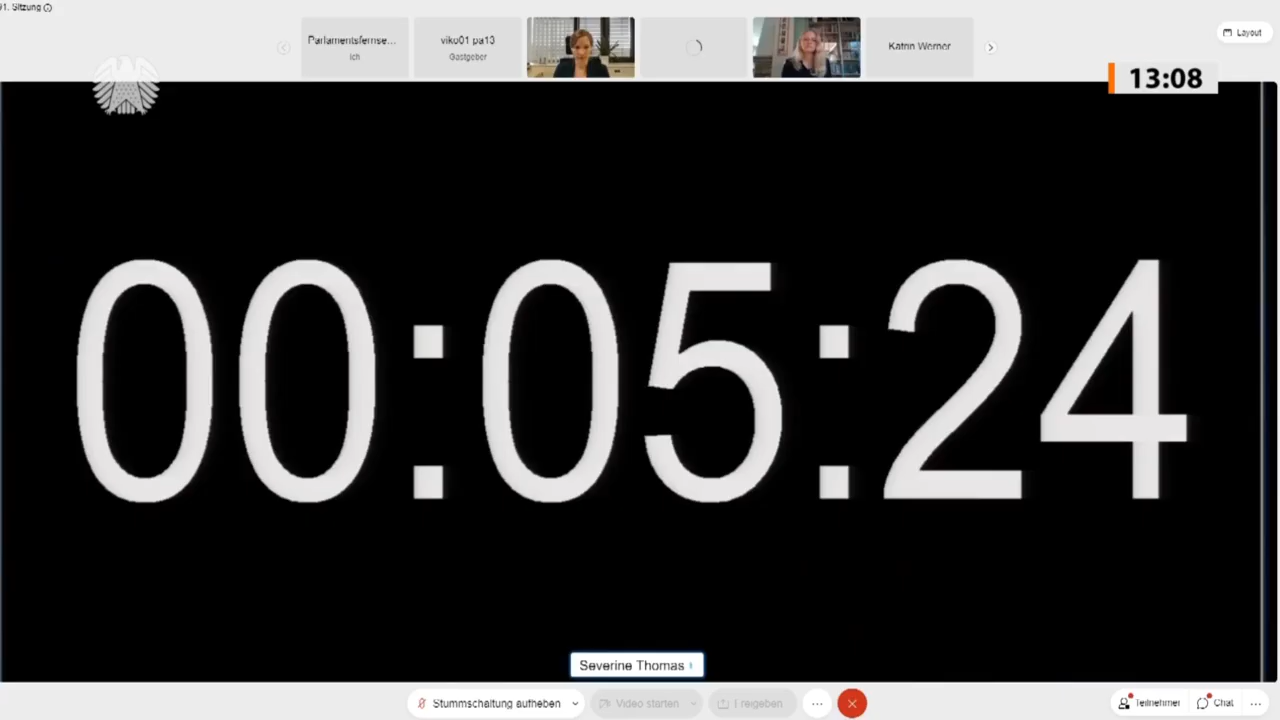 1. Sitzung
Parlamentsfernse...
Ich
viko01 pa13
Gastgeber
Katrin Werner
Layout
13:08
00:05:24
Severine Thomas
Stummschaltung aufheben
Video starten
Freigeben
Teilnehmer
Chat